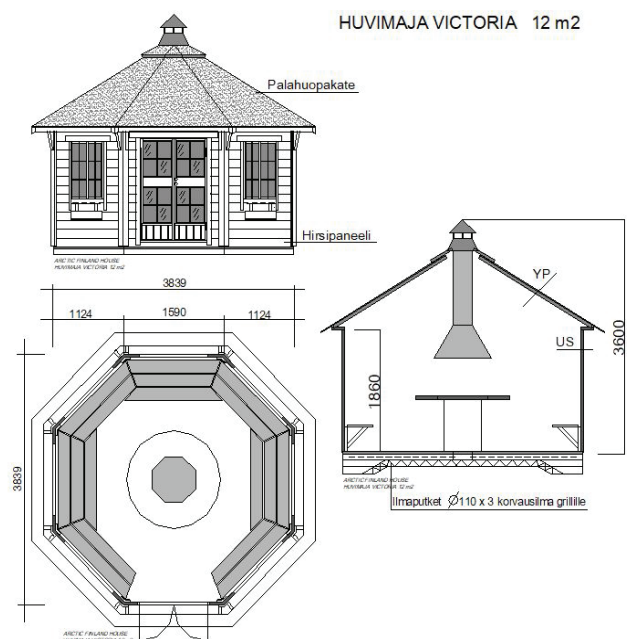 HUVIMAJA VICTORIA 12 m2
Palahuopakate
Hirsipaneeli
ARCTIC FINLAND HOUSE
HUVIMAJA VICTORIA 12 m2
3839
1124
1590
1124
3839
YP
US
3600
1860
ARCTIC FINLAND HOUSE
HUVIMAJA VICTORIA 12 m2
Ilmaputket Ø110 x 3 korvausilma grillille
ARCTIC FINLAND HOUSE